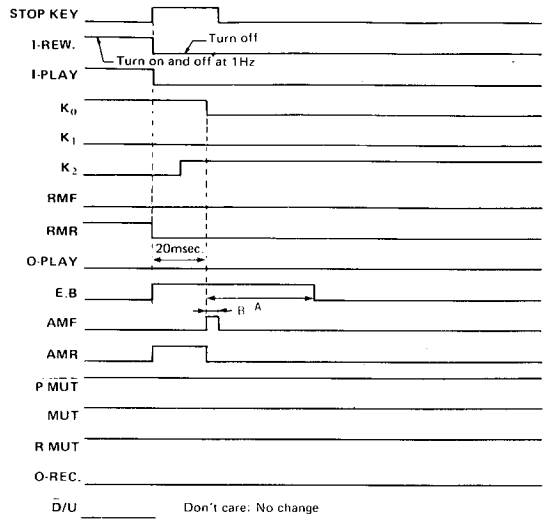 STOP KEY
I-REW.
Turn off
Turn on and off at 1Hz
I-PLAY
K₀
K₁
K₂
RMF
RMR
20msec.
O-PLAY
E.B
A
B
AMF
AMR
P MUT
MUT
R MUT
O-REC.
D̄/U Don't care: No change